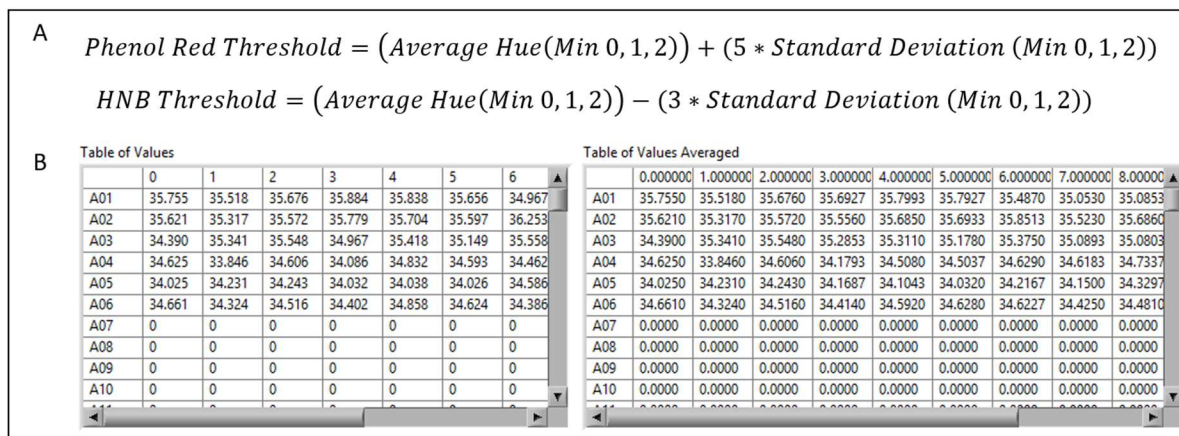 A
Phenol Red Threshold = (Average Hue(Min 0, 1, 2)) + (5 * Standard Deviation (Min 0, 1, 2))
HNB Threshold = (Average Hue(Min 0, 1, 2)) − (3 * Standard Deviation (Min 0, 1, 2))
B
Table of Values
0 1 2 3 4 5 6
A01 35.755 35.518 35.676 35.884 35.838 35.656 34.967
A02 35.621 35.317 35.572 35.779 35.704 35.597 36.253
A03 34.390 35.341 35.548 34.967 35.418 35.149 35.558
A04 34.625 33.846 34.606 34.086 34.832 34.593 34.462
A05 34.025 34.231 34.243 34.032 34.038 34.026 34.586
A06 34.661 34.324 34.516 34.402 34.858 34.624 34.386
A07 0 0 0 0 0 0 0
A08 0 0 0 0 0 0 0
A09 0 0 0 0 0 0 0
A10 0 0 0 0 0 0 0
Table of Values Averaged
0.000000 1.000000 2.000000 3.000000 4.000000 5.000000 6.000000 7.000000 8.00000
A01 35.7550 35.5180 35.6760 35.6927 35.7993 35.7927 35.4870 35.0530 35.0853
A02 35.6210 35.3170 35.5720 35.5560 35.6850 35.6933 35.8513 35.5230 35.6860
A03 34.3900 35.3410 35.5480 35.2853 35.3110 35.1780 35.3750 35.0893 35.0803
A04 34.6250 33.8460 34.6060 34.1793 34.5080 34.5037 34.6290 34.6183 34.7337
A05 34.0250 34.2310 34.2430 34.1687 34.1043 34.0320 34.2167 34.1500 34.3297
A06 34.6610 34.3240 34.5160 34.4140 34.5920 34.6280 34.6227 34.4250 34.4810
A07 0.0000 0.0000 0.0000 0.0000 0.0000 0.0000 0.0000 0.0000 0.0000
A08 0.0000 0.0000 0.0000 0.0000 0.0000 0.0000 0.0000 0.0000 0.0000
A09 0.0000 0.0000 0.0000 0.0000 0.0000 0.0000 0.0000 0.0000 0.0000
A10 0.0000 0.0000 0.0000 0.0000 0.0000 0.0000 0.0000 0.0000 0.0000